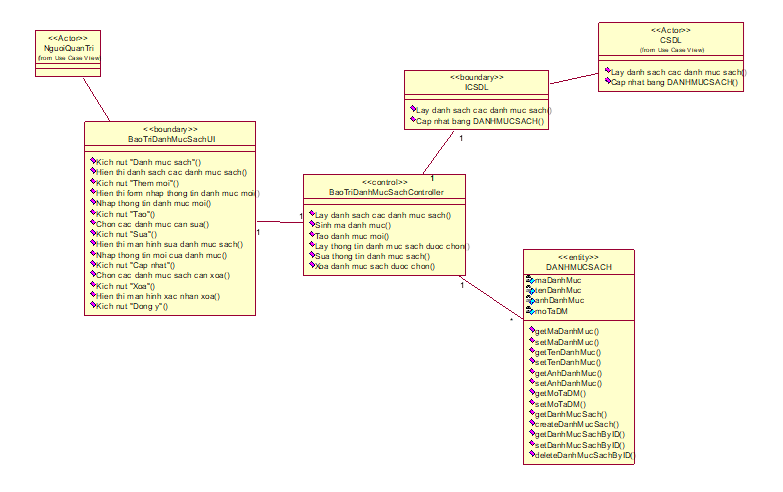 <<Actor>>
NguoiQuanTri
(from Use Case View)
<<Actor>>
CSDL
(from Use Case View)
Lay danh sach cac danh muc sach()
Cap nhat bang DANHMUCSACH()
<<boundary>>
ICSDL
Lay danh sach cac danh muc sach()
Cap nhat bang DANHMUCSACH()
1
1
<<boundary>>
BaoTriDanhMucSachUI
Kich nut "Danh muc sach"()
Hien thi danh sach cac danh muc sach()
Kich nut "Them moi"()
Hien thi form nhap thong tin danh muc moi()
Nhap thong tin danh muc moi()
Kich nut "Tao"()
Chon cac danh muc can sua()
Kich nut "Sua"()
Hien thi man hinh sua danh muc sach()
Nhap thong tin moi cua danh muc()
Kich nut "Cap nhat"()
Chon cac danh muc sach can xoa()
Kich nut "Xoa"()
Hien thi man hinh xac nhan xoa()
Kich nut "Dong y"()
1
1
<<control>>
BaoTriDanhMucSachController
Lay danh sach cac danh muc sach()
Sinh ma danh muc()
Tao danh muc moi()
Lay thong tin danh muc sach duoc chon()
Sua thong tin danh muc sach()
Xoa danh muc sach duoc chon()
1
*
<<entity>>
DANHMUCSACH
maDanhMuc
tenDanhMuc
anhDanhMuc
moTaDM
getMaDanhMuc()
setMaDanhMuc()
getTenDanhMuc()
setTenDanhMuc()
getAnhDanhMuc()
setAnhDanhMuc()
getMoTaDM()
setMoTaDM()
getDanhMucSach()
createDanhMucSach()
getDanhMucSachByID()
setDanhMucSachByID()
deleteDanhMucSachByID()